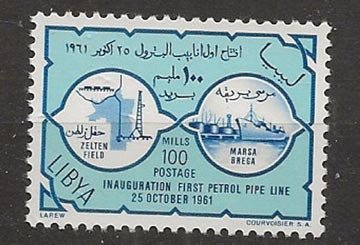 افتتاح اول انابيب البترول ٢٥ اكتوبر ١٩٦١
١٠٠ مليم
بريد
ليبيا
حقل زلطن
ZELTEN
FIELD
مرسى بريقه
MARSA
BREGA
MILLS
100
POSTAGE
LIBYA
INAUGURATION FIRST PETROL PIPE LINE
25 OCTOBER 1961
LAREW
COURVOISIER S.A.